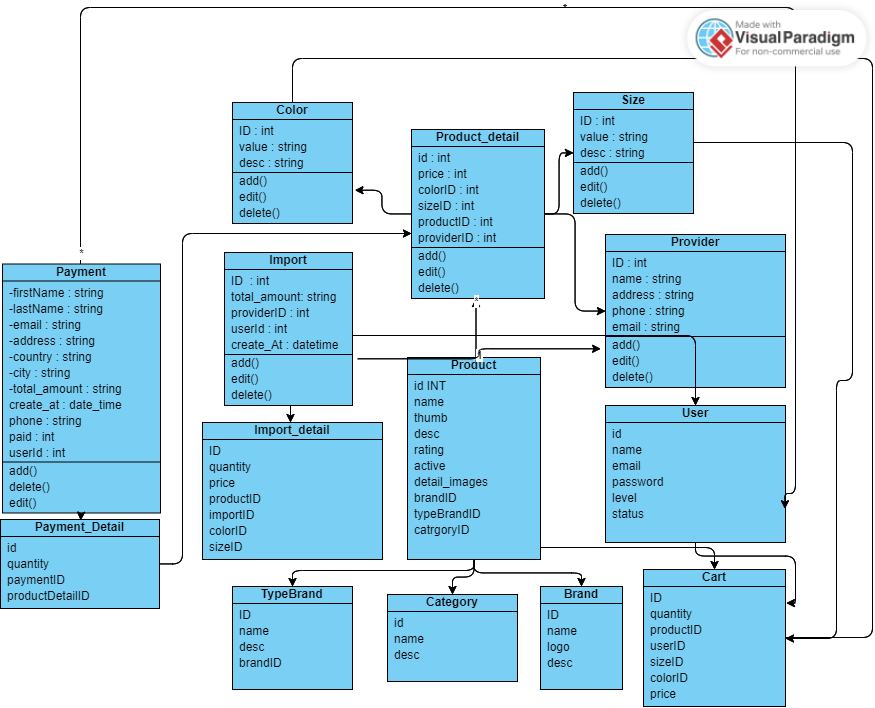 *
Made with
VisualParadigm
For non-commercial use
Color
ID : int
value : string
desc : string
add()
edit()
delete()
Product_detail
id : int
price : int
colorID : int
sizeID : int
productID : int
providerID : int
add()
edit()
delete()
*
Size
ID : int
value : string
desc : string
add()
edit()
delete()
*
Payment
-firstName : string
-lastName : string
-email : string
-address : string
-country : string
-city : string
-total_amount : string
create_at : date_time
phone : string
paid : int
userId : int
add()
delete()
edit()
Import
ID : int
total_amount: string
providerID : int
userId : int
create_At : datetime
add()
edit()
delete()
Provider
ID : int
name : string
address : string
phone : string
email : string
add()
edit()
delete()
Product
id INT
name
thumb
desc
rating
active
detail_images
brandID
typeBrandID
catrgoryID
User
id
name
email
password
level
status
Import_detail
ID
quantity
price
productID
importID
colorID
sizeID
Payment_Detail
id
quantity
paymentID
productDetailID
TypeBrand
ID
name
desc
brandID
Category
id
name
desc
Brand
ID
name
logo
desc
Cart
ID
quantity
productID
userID
sizeID
colorID
price